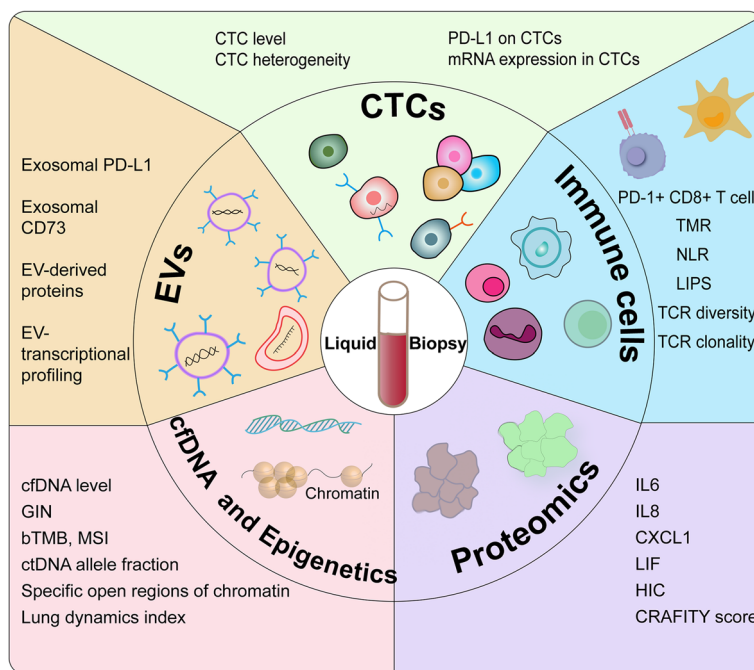 CTC level
CTC heterogeneity
PD-L1 on CTCs
mRNA expression in CTCs
CTCs
Exosomal PD-L1
Exosomal
CD73
EV-derived
proteins
EV-
transcriptional
profiling
EVs
Immune cells
PD-1+ CD8+ T cell
TMR
NLR
LIPS
TCR diversity
TCR clonality
Liquid Biopsy
cfDNA and Epigenetics
Chromatin
cfDNA level
GIN
bTMB, MSI
ctDNA allele fraction
Specific open regions of chromatin
Lung dynamics index
Proteomics
IL6
IL8
CXCL1
LIF
HIC
CRAFITY score